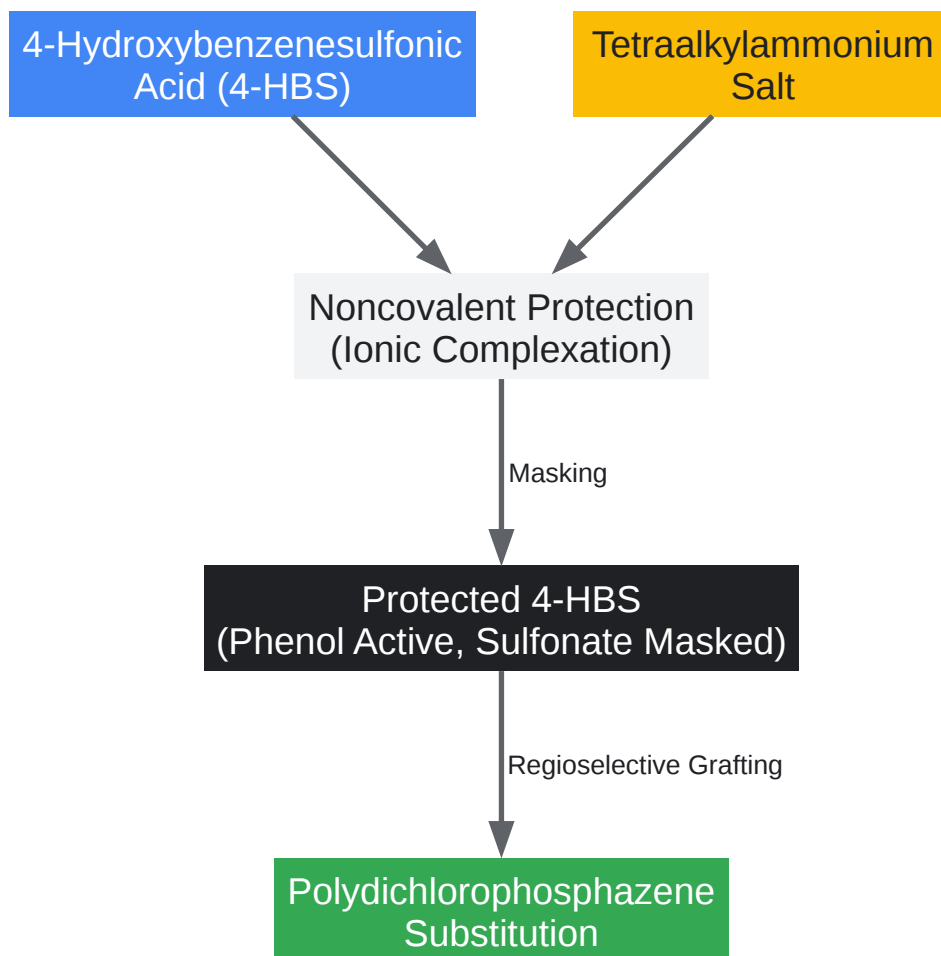 4-Hydroxybenzenesulfonic
Acid (4-HBS)
Tetraalkylammonium
Salt
Noncovalent Protection
(Ionic Complexation)
Masking
Protected 4-HBS
(Phenol Active, Sulfonate Masked)
Regioselective Grafting
Polydichlorophosphazene
Substitution